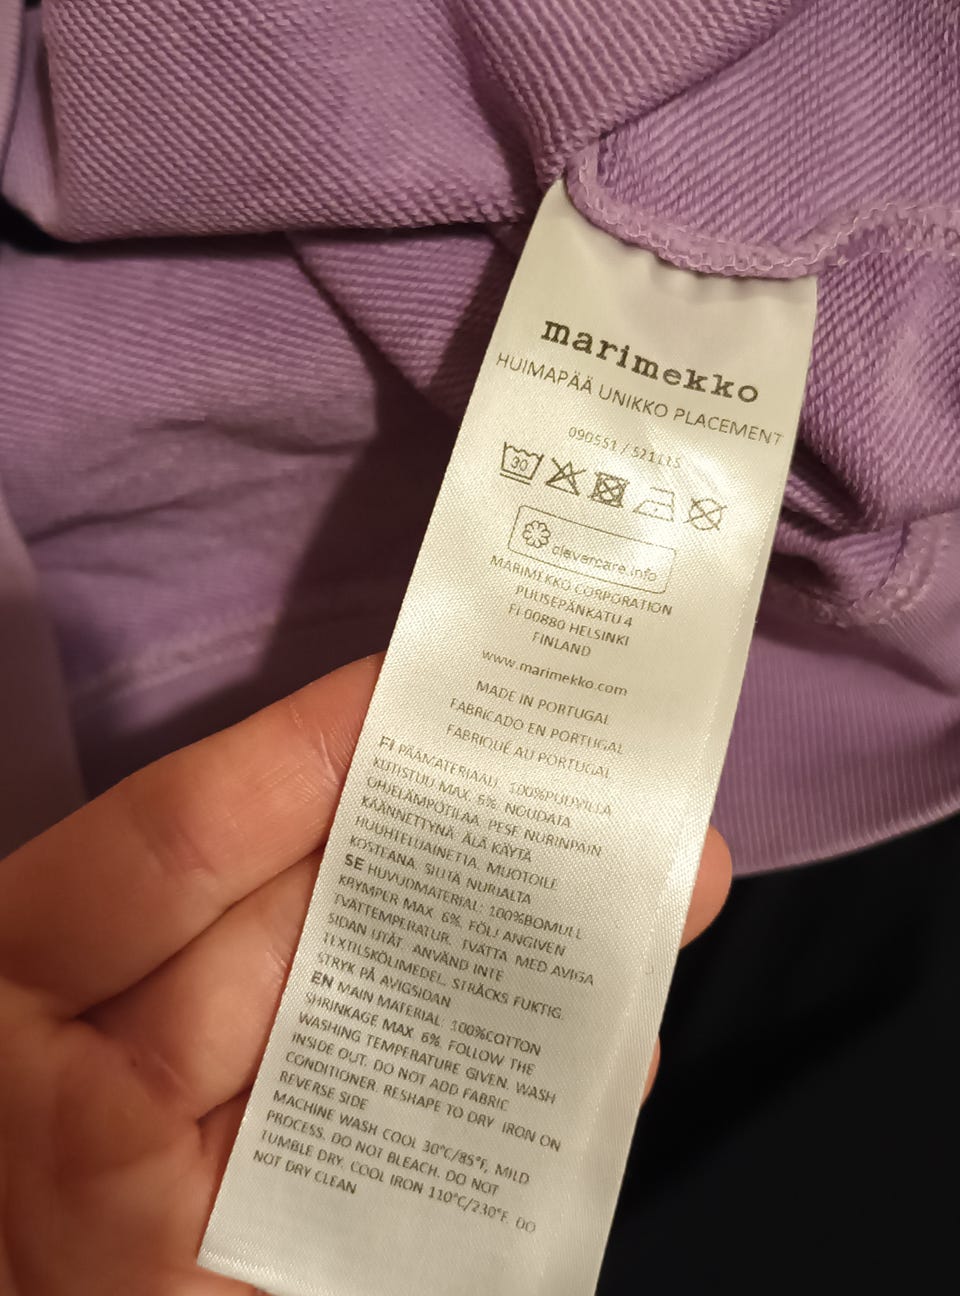 marimekko
HUIMAPÄÄ UNIKKO PLACEMENT
090551 / 521115
30
clevercare.info
MARIMEKKO CORPORATION
PUUSEPÄNKATU 4
FI-00880 HELSINKI
FINLAND
www.marimekko.com
MADE IN PORTUGAL
FABRICADO EN PORTUGAL
FABRIQUÉ AU PORTUGAL
FI PÄÄMATERIAALI: 100%PUUVILLA
KUTISTUU MAX. 6%. NOUDATA
OHJELÄMPÖTILAA. PESE NURINPÄIN
KÄÄNNETTYNÄ. ÄLÄ KÄYTÄ
HUUHTELUAINETTA. MUOTOILE
KOSTEANA. SILITÄ NURJALTA
SE HUVUDMATERIAL: 100%BOMULL
KRYMPER MAX. 6%. FÖLJ ANGIVEN
TVÄTTEMPERATUR. TVÄTTA MED AVIGA
SIDAN UTÅT. ANVÄND INTE
TEXTILSKÖLJMEDEL. STRÄCKS FUKTIG.
STRYK PÅ AVIGSIDAN
EN MAIN MATERIAL: 100%COTTON
SHRINKAGE MAX. 6%. FOLLOW THE
WASHING TEMPERATURE GIVEN. WASH
INSIDE OUT. DO NOT ADD FABRIC
CONDITIONER. RESHAPE TO DRY. IRON ON
REVERSE SIDE
MACHINE WASH COOL 30°C/85°F, MILD
PROCESS. DO NOT BLEACH. DO NOT
TUMBLE DRY. COOL IRON 110°C/230°F. DO
NOT DRY CLEAN